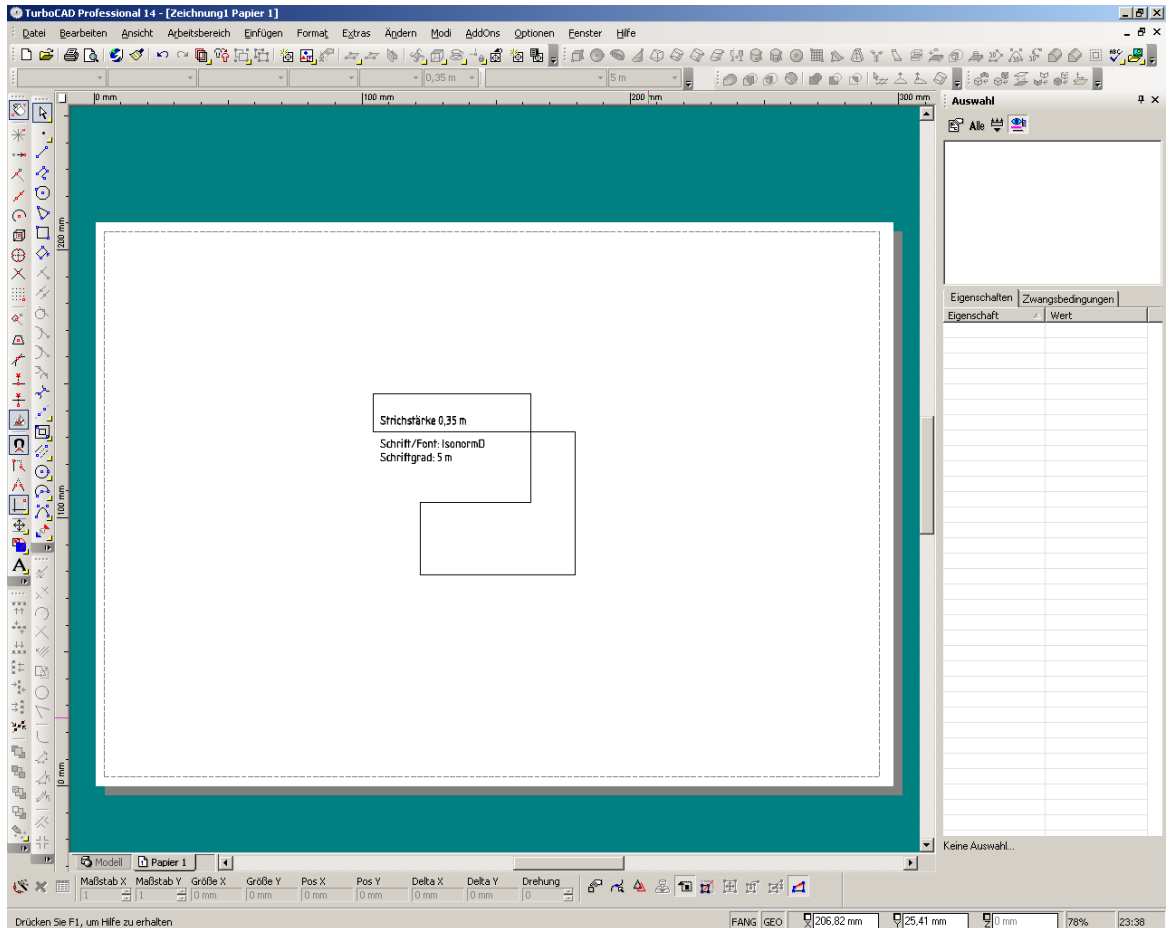 TurboCAD Professional 14 - [Zeichnung1 Papier 1]
Datei Bearbeiten Ansicht Arbeitsbereich Einfügen Format Extras Ändern Modi AddOns Optionen Fenster Hilfe
0,35 m 5 m
0 mm 100 mm 200 mm 300 mm
Auswahl
Alle
200 mm
Eigenschaften Zwangsbedingungen
Eigenschaft Wert
Strichstärke 0,35 m
Schrift/Font: Isonorm▯
Schriftgrad: 5 m
100 mm
0 mm
Keine Auswahl...
Modell Papier 1
Maßstab X Maßstab Y Größe X Größe Y Pos X Pos Y Delta X Delta Y Drehung
1 1 0 mm 0 mm 0 mm 0 mm 0 mm 0 mm 0
Drücken Sie F1, um Hilfe zu erhalten
FANG GEO X 206,82 mm Y 25,41 mm Z 0 mm 78% 23:38